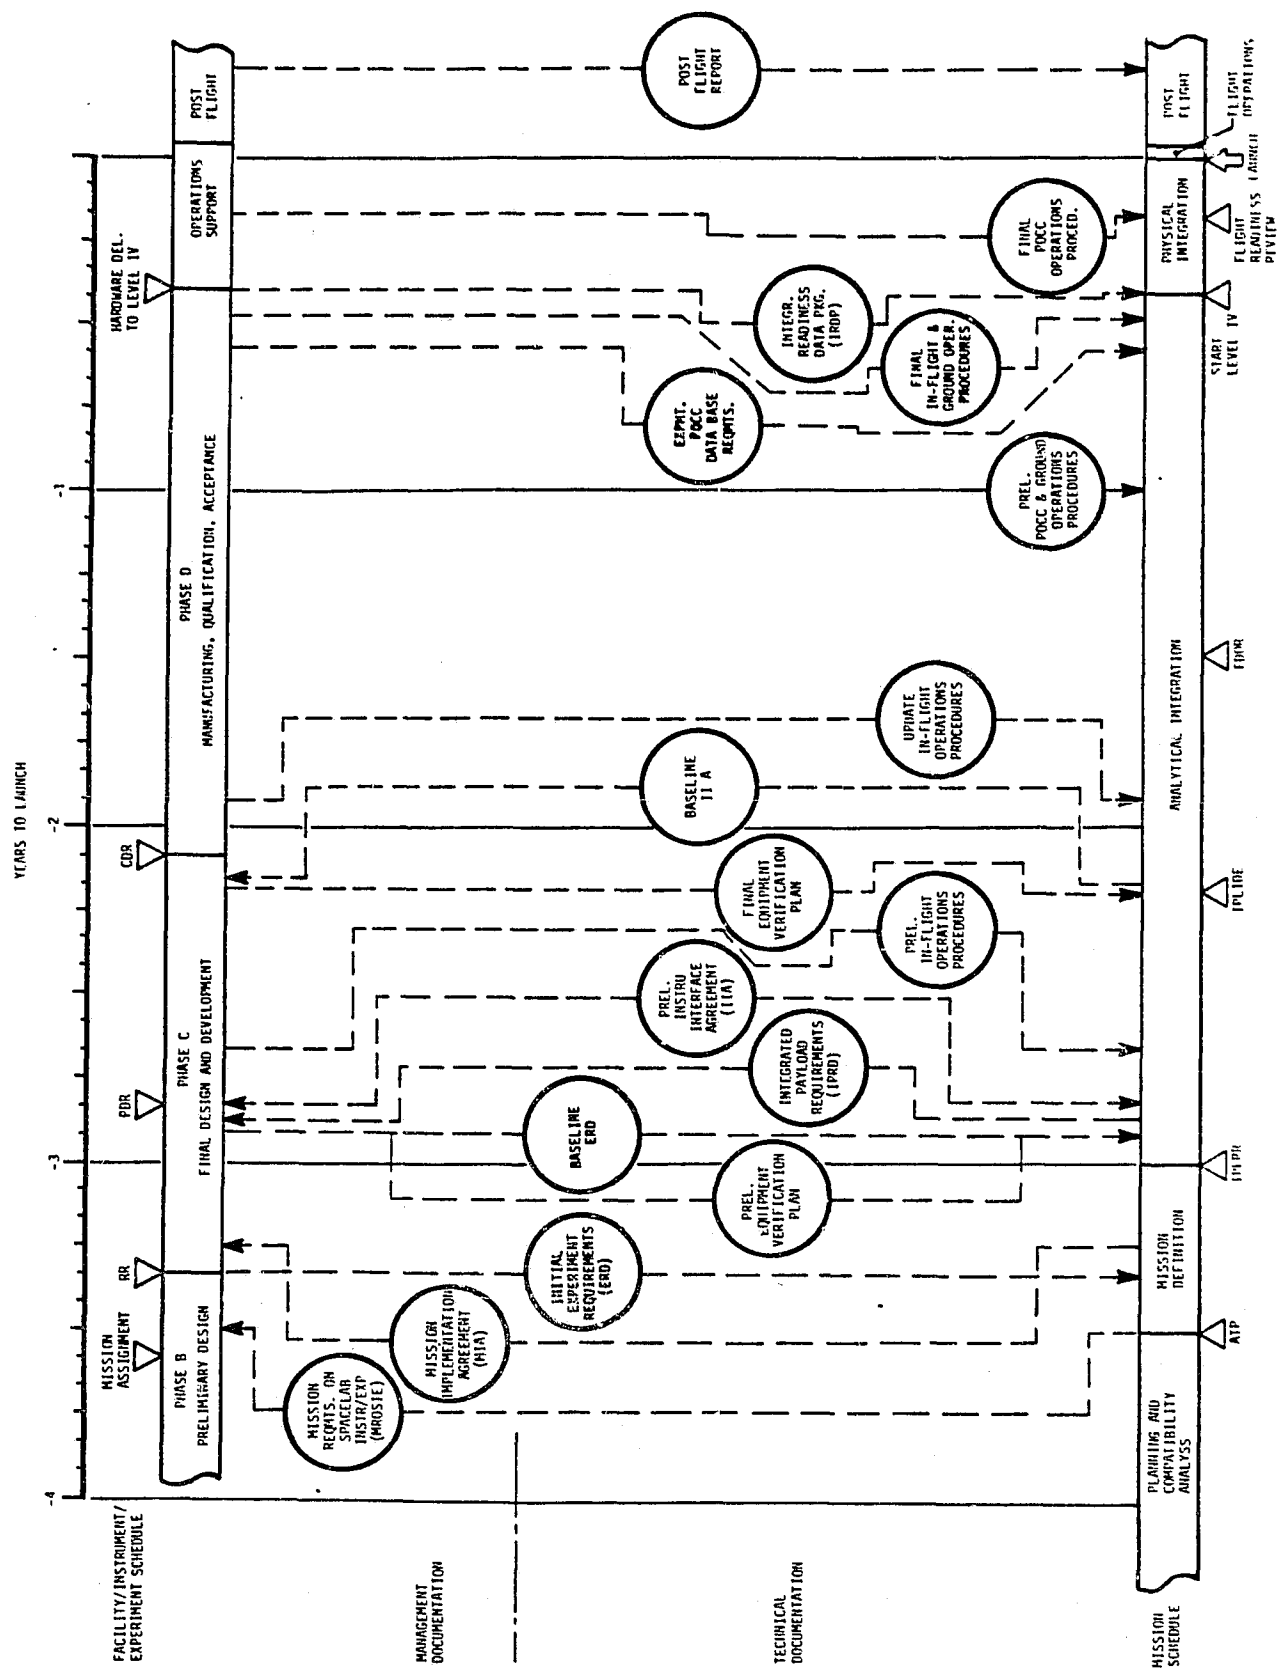 YEARS TO LAUNCH
-4
-3
-2
-1
FACILITY/INSTRUMENT/
EXPERIMENT SCHEDULE
MISSION
ASSIGNMENT
RR
PDR
CDR
HARDWARE DEL.
TO LEVEL IV
PHASE B
PRELIMINARY DESIGN
PHASE C
FINAL DESIGN AND DEVELOPMENT
PHASE D
MANUFACTURING, QUALIFICATION, ACCEPTANCE
OPERATIONS
SUPPORT
POST
FLIGHT
MANAGEMENT
DOCUMENTATION
MISSION
REQMTS. ON
SPACELAB
INSTR/EXP
(MROSIE)
MISSION
IMPLEMENTATION
AGREEMENT
(MIA)
TECHNICAL
DOCUMENTATION
INITIAL
EXPERIMENT
REQUIREMENTS
(ERD)
BASELINE
ERD
PREL.
EQUIPMENT
VERIFICATION
PLAN
INTEGRATED
PAYLOAD
REQUIREMENTS
(IPRD)
PREL.
INSTRU
INTERFACE
AGREEMENT
(IIA)
FINAL
EQUIPMENT
VERIFICATION
PLAN
PREL.
IN-FLIGHT
OPERATIONS
PROCEDURES
BASELINE
II A
UPDATE
IN-FLIGHT
OPERATIONS
PROCEDURES
PREL.
POCC & GROUND
OPERATIONS
PROCEDURES
EXPMT.
POCC
DATA BASE
REQMTS.
INTEGR.
READINESS
DATA PKG.
(IRDP)
FINAL
IN-FLIGHT &
GROUND OPER.
PROCEDURES
FINAL
POCC
OPERATIONS
PROCED.
POST
FLIGHT
REPORT
MISSION
SCHEDULE
PLANNING AND
COMPATIBILITY
ANALYSS
MISSION
DEFINITION
ANALYTICAL INTEGRATION
PHYSICAL
INTEGRATION
POST
FLIGHT
ATP
START
LEVEL IV
FLIGHT
READINESS
REVIEW
LAUNCH
FLIGHT
OPERATIONS